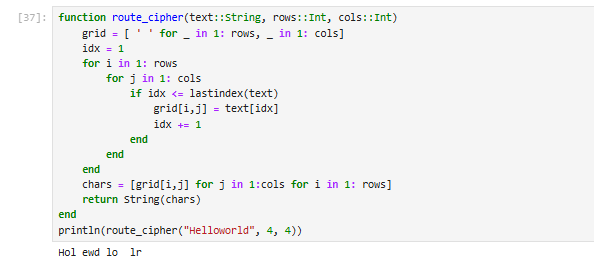 [37]: function route_cipher(text::String, rows::Int, cols::Int)
    grid = [ ' ' for _ in 1: rows, _ in 1: cols]
    idx = 1
    for i in 1: rows
        for j in 1: cols
            if idx <= lastindex(text)
                grid[i,j] = text[idx]
                idx += 1
            end
        end
    end
    chars = [grid[i,j] for j in 1:cols for i in 1: rows]
    return String(chars)
end
println(route_cipher("Helloworld", 4, 4))
Hol ewd lo  lr